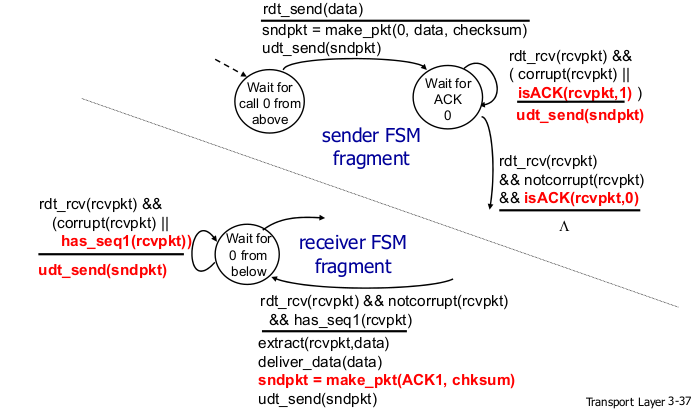 rdt_send(data)
sndpkt = make_pkt(0, data, checksum)
udt_send(sndpkt)
Wait for
call 0 from
above
Wait for
ACK
0
rdt_rcv(rcvpkt) &&
( corrupt(rcvpkt) ||
isACK(rcvpkt,1) )
udt_send(sndpkt)
sender FSM
fragment
rdt_rcv(rcvpkt)
&& notcorrupt(rcvpkt)
&& isACK(rcvpkt,0)
Λ
rdt_rcv(rcvpkt) &&
(corrupt(rcvpkt) ||
has_seq1(rcvpkt))
udt_send(sndpkt)
Wait for
0 from
below
receiver FSM
fragment
rdt_rcv(rcvpkt) && notcorrupt(rcvpkt)
&& has_seq1(rcvpkt)
extract(rcvpkt,data)
deliver_data(data)
sndpkt = make_pkt(ACK1, chksum)
udt_send(sndpkt)
Transport Layer 3-37